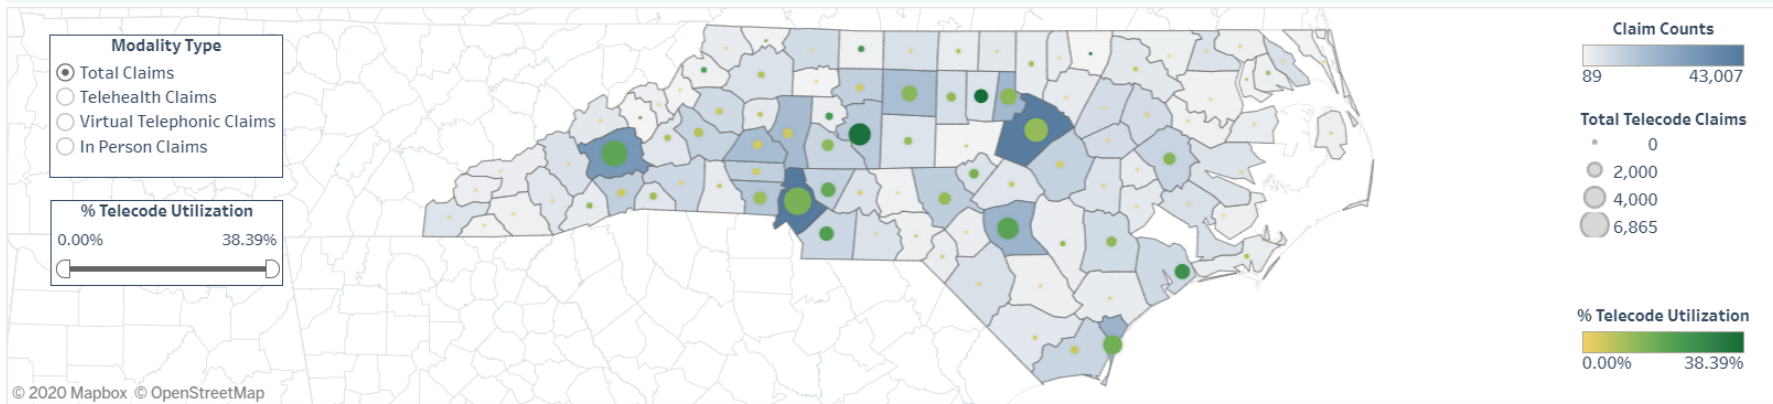 Modality Type
Total Claims
Telehealth Claims
Virtual Telephonic Claims
In Person Claims
% Telecode Utilization
0.00% 38.39%
© 2020 Mapbox © OpenStreetMap
Claim Counts
89 43,007
Total Telecode Claims
0
2,000
4,000
6,865
% Telecode Utilization
0.00% 38.39%